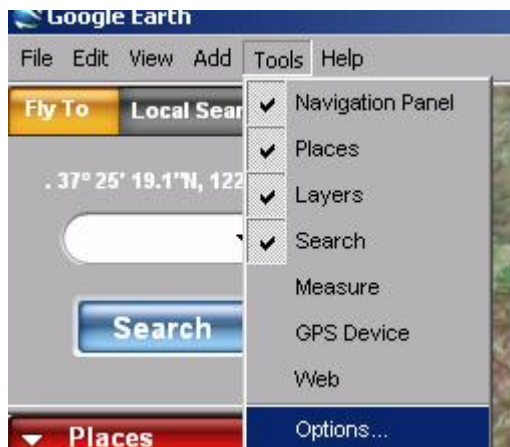 Google Earth
File Edit View Add Tools Help
Fly To Local Sear
Navigation Panel
Places
. 37° 25' 19.1"N, 122
Layers
Search
Measure
Search
GPS Device
Web
Places
Options...